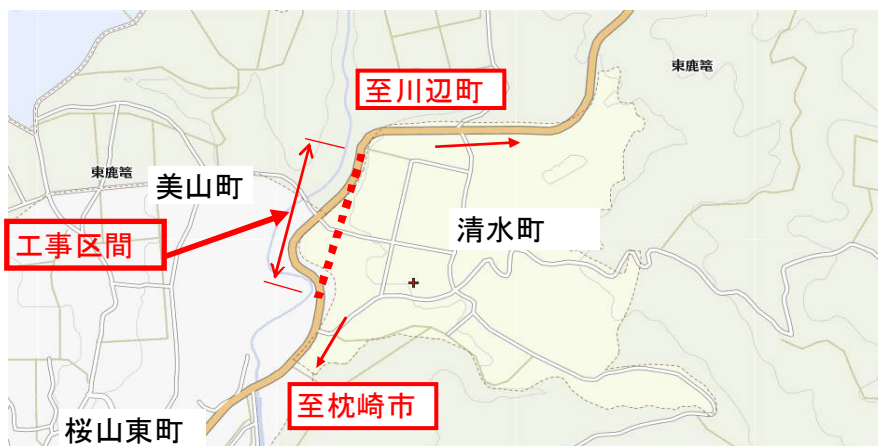 東鹿篭
至川辺町
東鹿篭
美山町
清水町
工事区間
至枕崎市
桜山東町